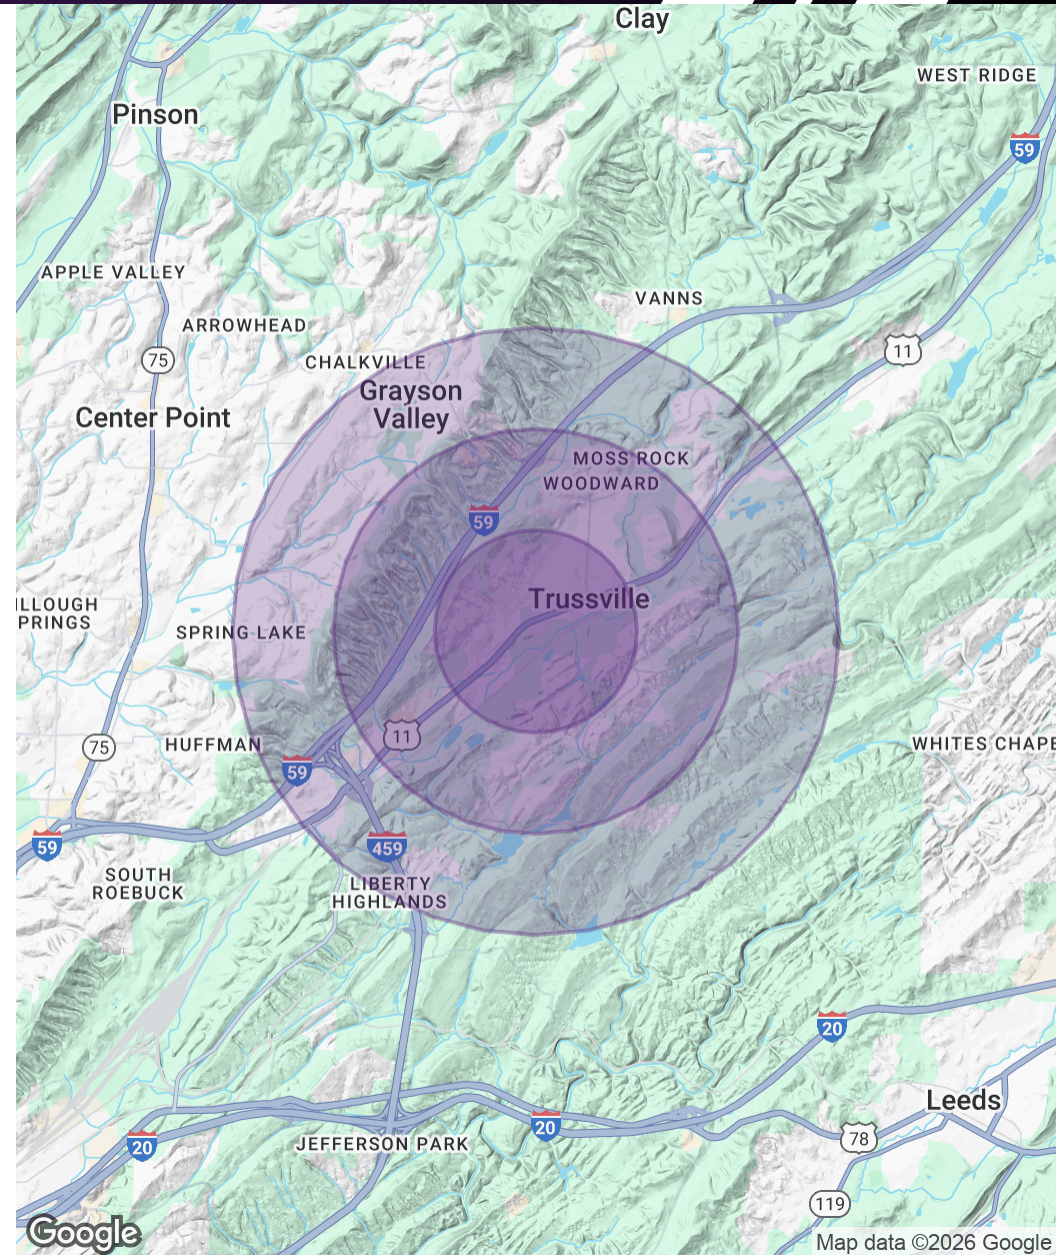 Clay
WEST RIDGE
Pinson
59
APPLE VALLEY
VANNS
ARROWHEAD
11
75
CHALKVILLE
Grayson
Valley
Center Point
MOSS ROCK
WOODWARD
59
Trussville
ILLOUGH
PRINGS
SPRING LAKE
11
75
HUFFMAN
WHITES CHAPE
59
59
459
SOUTH
ROEBUCK
LIBERTY
HIGHLANDS
20
Leeds
20
78
20
JEFFERSON PARK
119
Google
Map data ©2026 Google